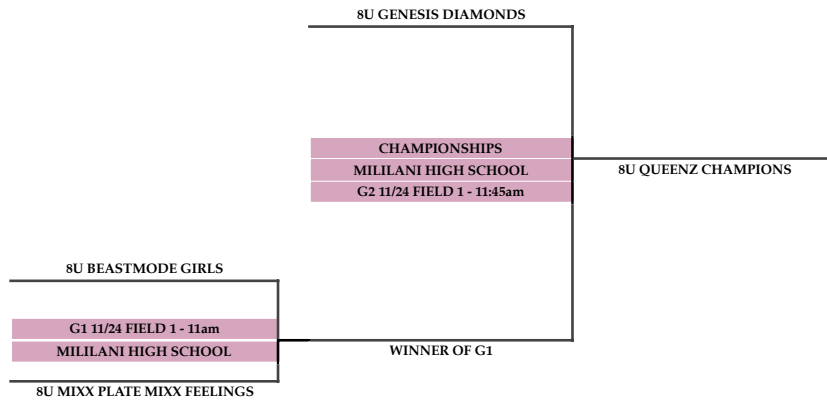 8U GENESIS DIAMONDS
CHAMPIONSHIPS
MILILANI HIGH SCHOOL
G2 11/24 FIELD 1 - 11:45am
8U QUEENZ CHAMPIONS
8U BEASTMODE GIRLS
G1 11/24 FIELD 1 - 11am
MILILANI HIGH SCHOOL
WINNER OF G1
8U MIXX PLATE MIXX FEELINGS